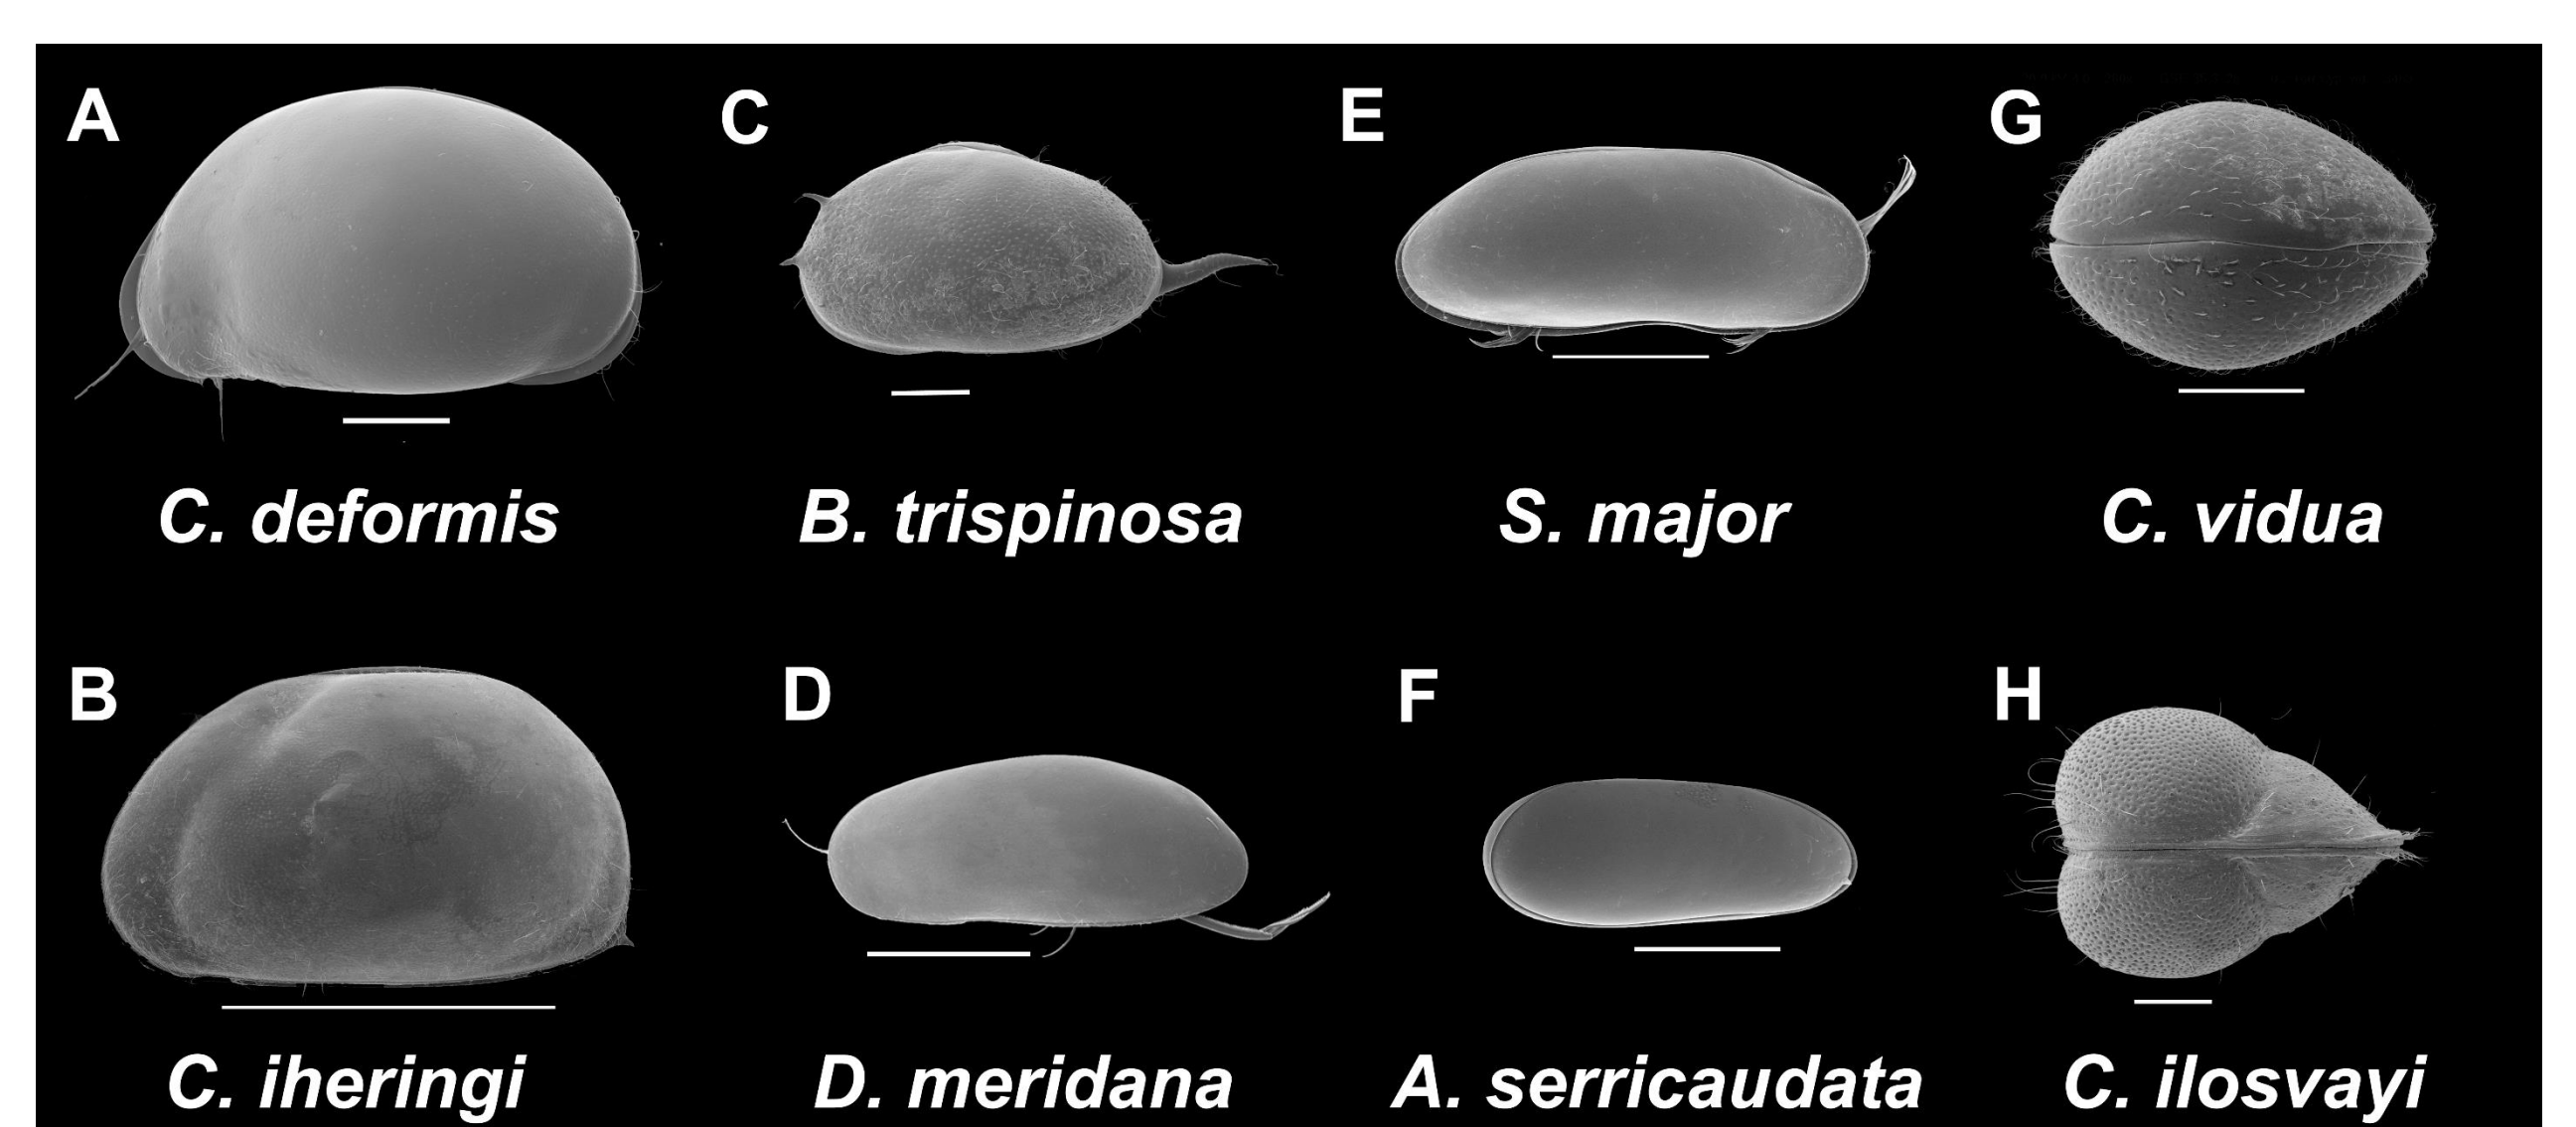 A
C
E
G
C. deformis
B. trispinosa
S. major
C. vidua
B
D
F
H
C. iheringi
D. meridana
A. serricaudata
C. ilosvayi